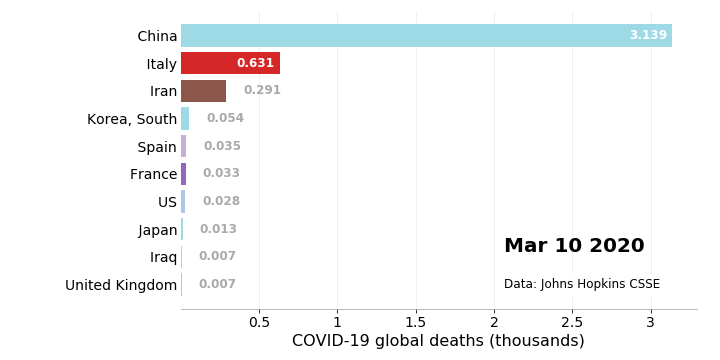 China 3.139
Italy 0.631
Iran 0.291
Korea, South 0.054
Spain 0.035
France 0.033
US 0.028
Japan 0.013
Iraq 0.007
United Kingdom 0.007
Mar 10 2020
Data: Johns Hopkins CSSE
0.5 1 1.5 2 2.5 3
COVID-19 global deaths (thousands)